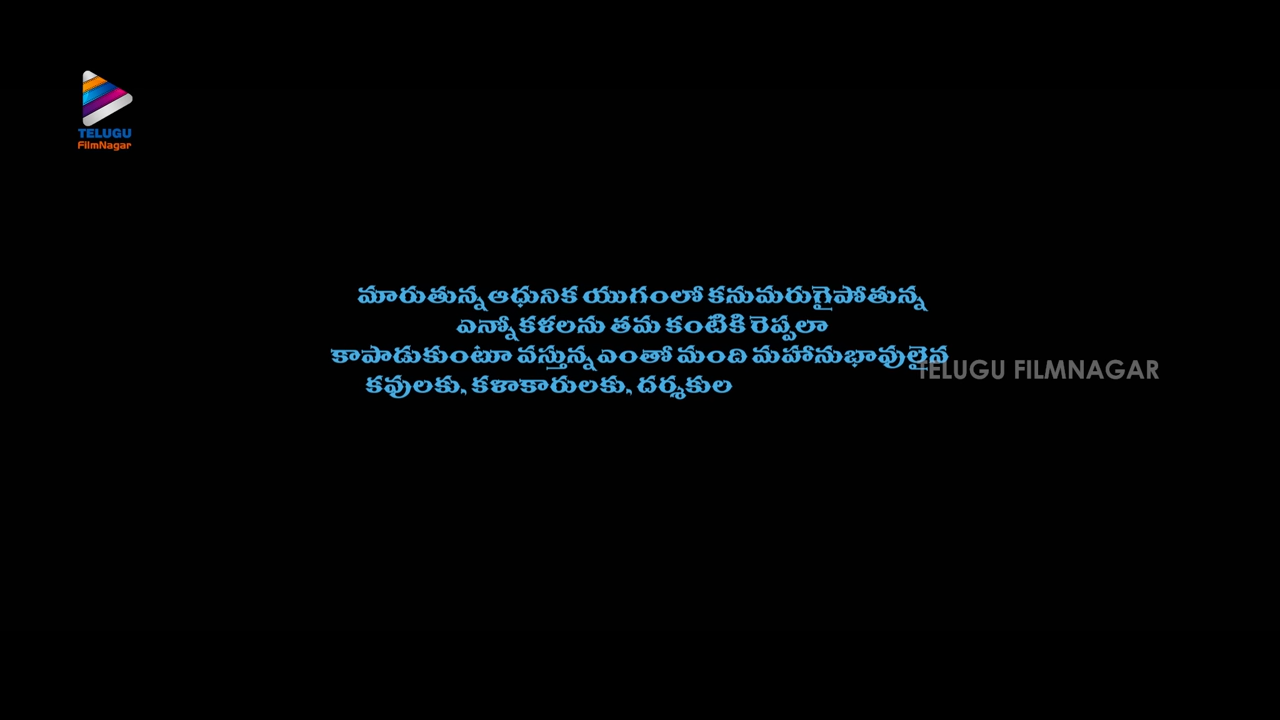 TELUGU
FilmNagar
మారుతున్న ఆధునిక యుగంలో కనుమరుగైపోతున్న
ఎన్నో కళలను తమ కంటికి రెప్పలా
కాపాడుకుంటూ వస్తున్న ఎంతో మంది మహానుభావులైన
కవులకు, కళాకారులకు, దర్శకుల
TELUGU FILMNAGAR